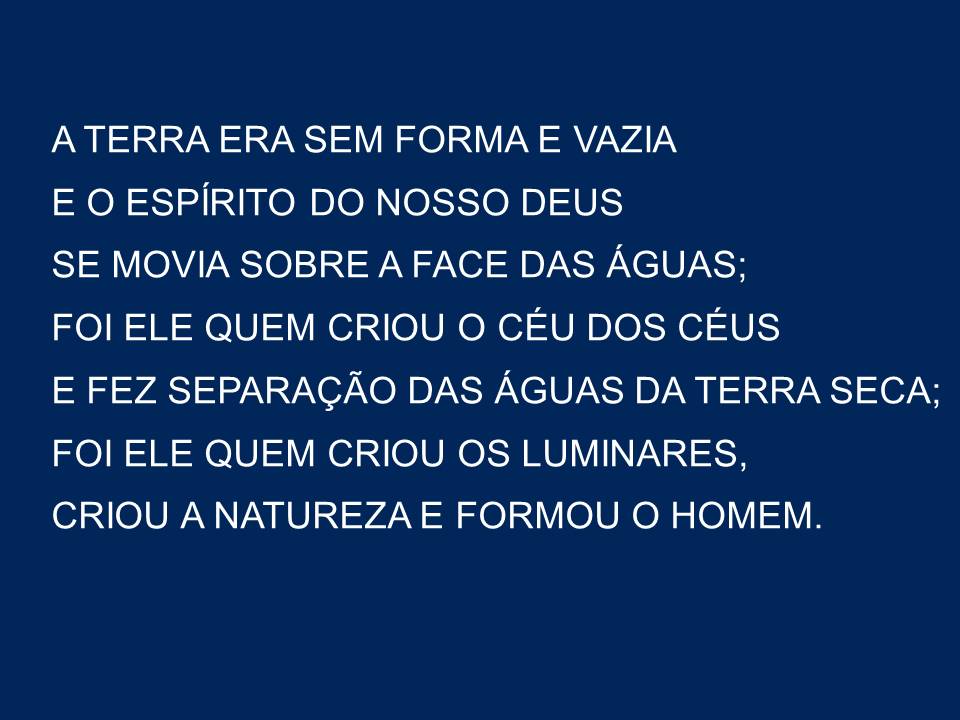 A TERRA ERA SEM FORMA E VAZIA
E O ESPÍRITO DO NOSSO DEUS
SE MOVIA SOBRE A FACE DAS ÁGUAS;
FOI ELE QUEM CRIOU O CÉU DOS CÉUS
E FEZ SEPARAÇÃO DAS ÁGUAS DA TERRA SECA;
FOI ELE QUEM CRIOU OS LUMINARES,
CRIOU A NATUREZA E FORMOU O HOMEM.